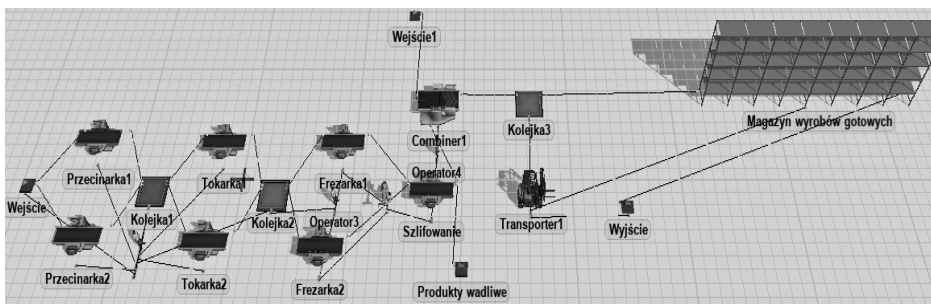 Wejście1
Magazyn wyrobów gotowych
Combiner1
Kolejka3
Przecinarka1
Tokarka1
Frezarka1
Operator4
Wejście
Kolejka1
Kolejka2
Operator3
Szlifowanie
Transporter1
Wyjście
Przecinarka2
Tokarka2
Frezarka2
Produkty wadliwe